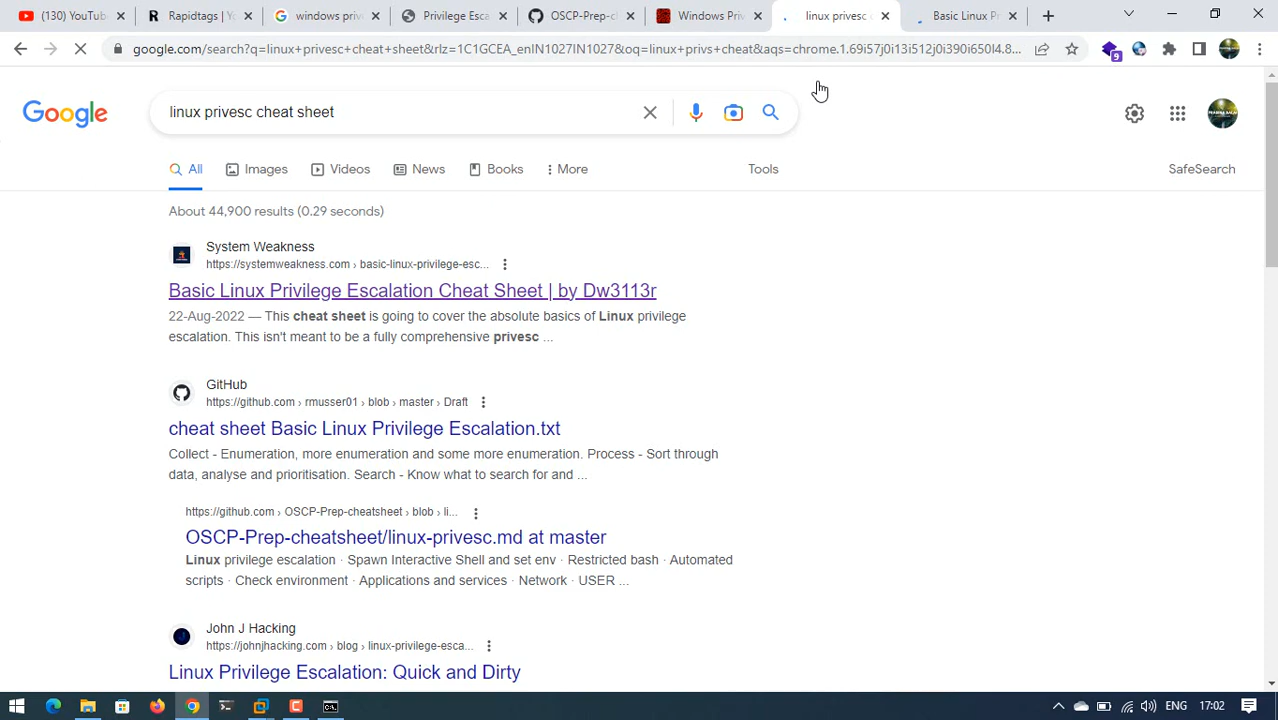 (130) YouTub
Rapidtags | Y
windows priv
Privilege Esca
OSCP-Prep-ch
Windows Priv
linux privesc c
Basic Linux Pr
google.com/search?q=linux+privesc+cheat+sheet&rlz=1C1GCEA_enIN1027IN1027&oq=linux+privs+cheat&aqs=chrome.1.69i57j0i13i512j0i390i650l4.8...
9
Google
linux privesc cheat sheet
All
Images
Videos
News
Books
More
Tools
SafeSearch
About 44,900 results (0.29 seconds)
System Weakness
https://systemweakness.com › basic-linux-privilege-esc...
Basic Linux Privilege Escalation Cheat Sheet | by Dw3113r
22-Aug-2022 — This cheat sheet is going to cover the absolute basics of Linux privilege
escalation. This isn't meant to be a fully comprehensive privesc ...
GitHub
https://github.com › rmusser01 › blob › master › Draft
cheat sheet Basic Linux Privilege Escalation.txt
Collect - Enumeration, more enumeration and some more enumeration. Process - Sort through
data, analyse and prioritisation. Search - Know what to search for and ...
https://github.com › OSCP-Prep-cheatsheet › blob › li...
OSCP-Prep-cheatsheet/linux-privesc.md at master
Linux privilege escalation · Spawn Interactive Shell and set env · Restricted bash · Automated
scripts · Check environment · Applications and services · Network · USER ...
John J Hacking
https://johnjhacking.com › blog › linux-privilege-esca...
Linux Privilege Escalation: Quick and Dirty
ENG
17:02